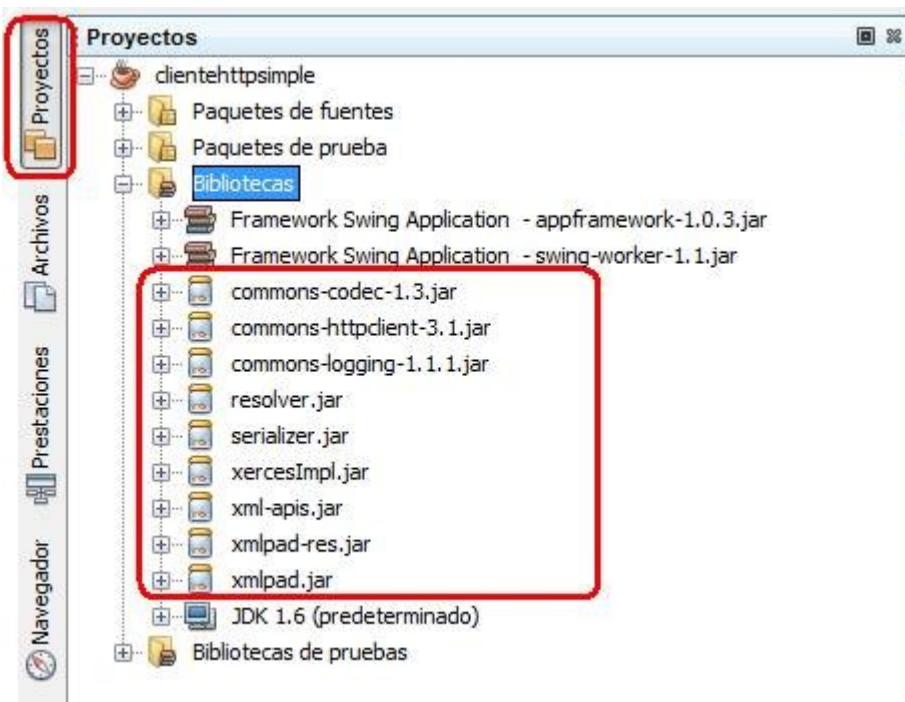 Proyectos
Archivos
Prestaciones
Navegador
Proyectos
clientehttpsimple
Paquetes de fuentes
Paquetes de prueba
Bibliotecas
Framework Swing Application - appframework-1.0.3.jar
Framework Swing Application - swing-worker-1.1.jar
commons-codec-1.3.jar
commons-httpclient-3.1.jar
commons-logging-1.1.1.jar
resolver.jar
serializer.jar
xercesImpl.jar
xml-apis.jar
xmlpad-res.jar
xmlpad.jar
JDK 1.6 (predeterminado)
Bibliotecas de pruebas